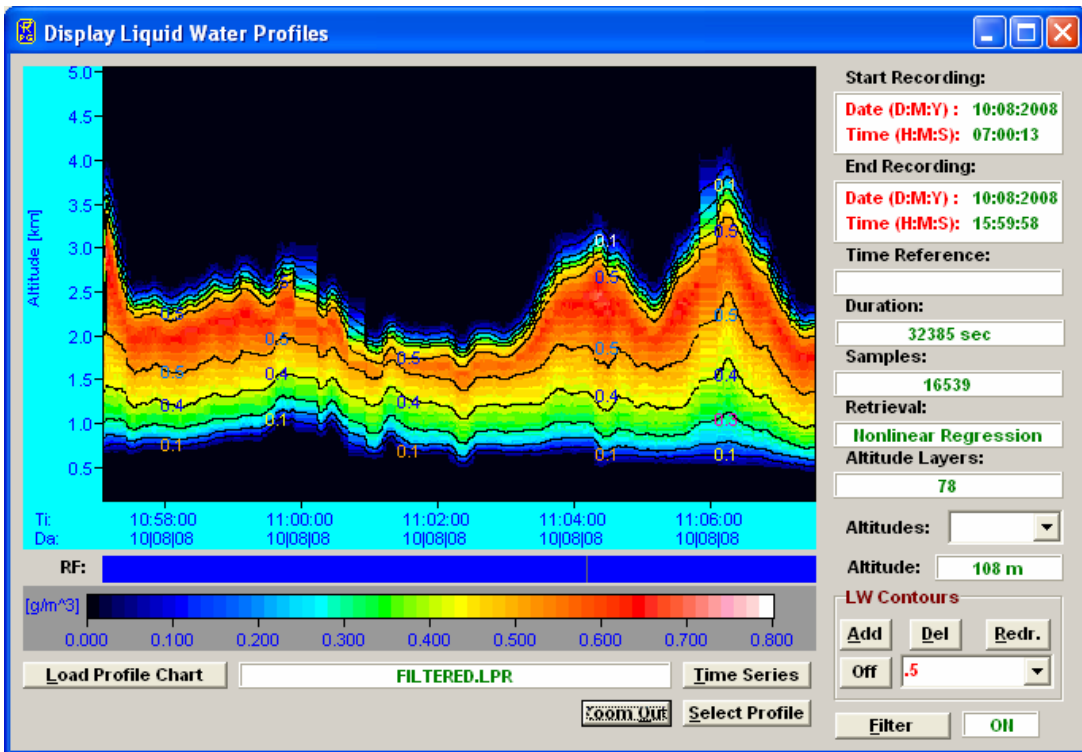 Display Liquid Water Profiles
5.0
4.5
4.0
3.5
3.0
2.5
2.0
1.5
1.0
0.5
Altitude [km]
0.1
0.5
0.1
0.5
0.5
0.5
0.5
0.5
0.5
0.5
0.5
0.5
0.4
0.4
0.4
0.4
0.4
0.1
0.3
0.1
0.1
0.1
0.1
0.1
Ti: 10:58:00 11:00:00 11:02:00 11:04:00 11:06:00
Da: 10|08|08 10|08|08 10|08|08 10|08|08 10|08|08
RF:
[g/m^3]
0.000 0.100 0.200 0.300 0.400 0.500 0.600 0.700 0.800
Load Profile Chart FILTERED.LPR Time Series
Zoom Out Select Profile
Start Recording:
Date (D:M:Y) : 10:08:2008
Time (H:M:S): 07:00:13
End Recording:
Date (D:M:Y) : 10:08:2008
Time (H:M:S): 15:59:58
Time Reference:
Duration:
32385 sec
Samples:
16539
Retrieval:
Nonlinear Regression
Altitude Layers:
78
Altitudes:
Altitude: 108 m
LW Contours
Add Del Redr.
Off .5
Filter ON